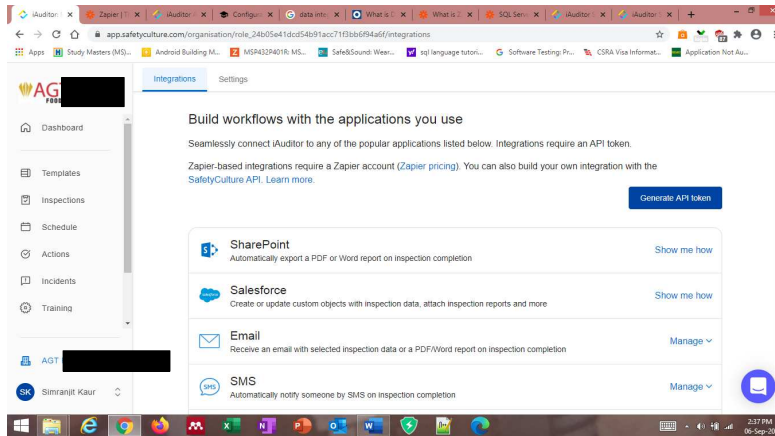 iAuditor
Zapier | T
iAuditor
Configur
data inte
What is D
What is Z
SQL Serv
iAuditor
iAuditor
app.safetyculture.com/organisation/role_24b05e41dcd54b91acc71f3bb6f94a6f/integrations
Apps
Study Masters (MS)...
Android Building M...
MSP432P401R: MS...
Safe&Sound: Wear...
sql language tutori...
Software Testing: Pr...
CSRA Visa Informat...
Application Not Au...
AG
FOOD
Integrations
Settings
Dashboard
Templates
Inspections
Schedule
Actions
Incidents
Training
AGT
SK
Simranjit Kaur
Build workflows with the applications you use
Seamlessly connect iAuditor to any of the popular applications listed below. Integrations require an API token.
Zapier-based integrations require a Zapier account (Zapier pricing). You can also build your own integration with the
SafetyCulture API. Learn more.
Generate API token
SharePoint
Automatically export a PDF or Word report on inspection completion
Show me how
Salesforce
Create or update custom objects with inspection data, attach inspection reports and more
Show me how
Email
Receive an email with selected inspection data or a PDF/Word report on inspection completion
Manage
SMS
SMS
Automatically notify someone by SMS on inspection completion
Manage
2:37 PM
06-Sep-20